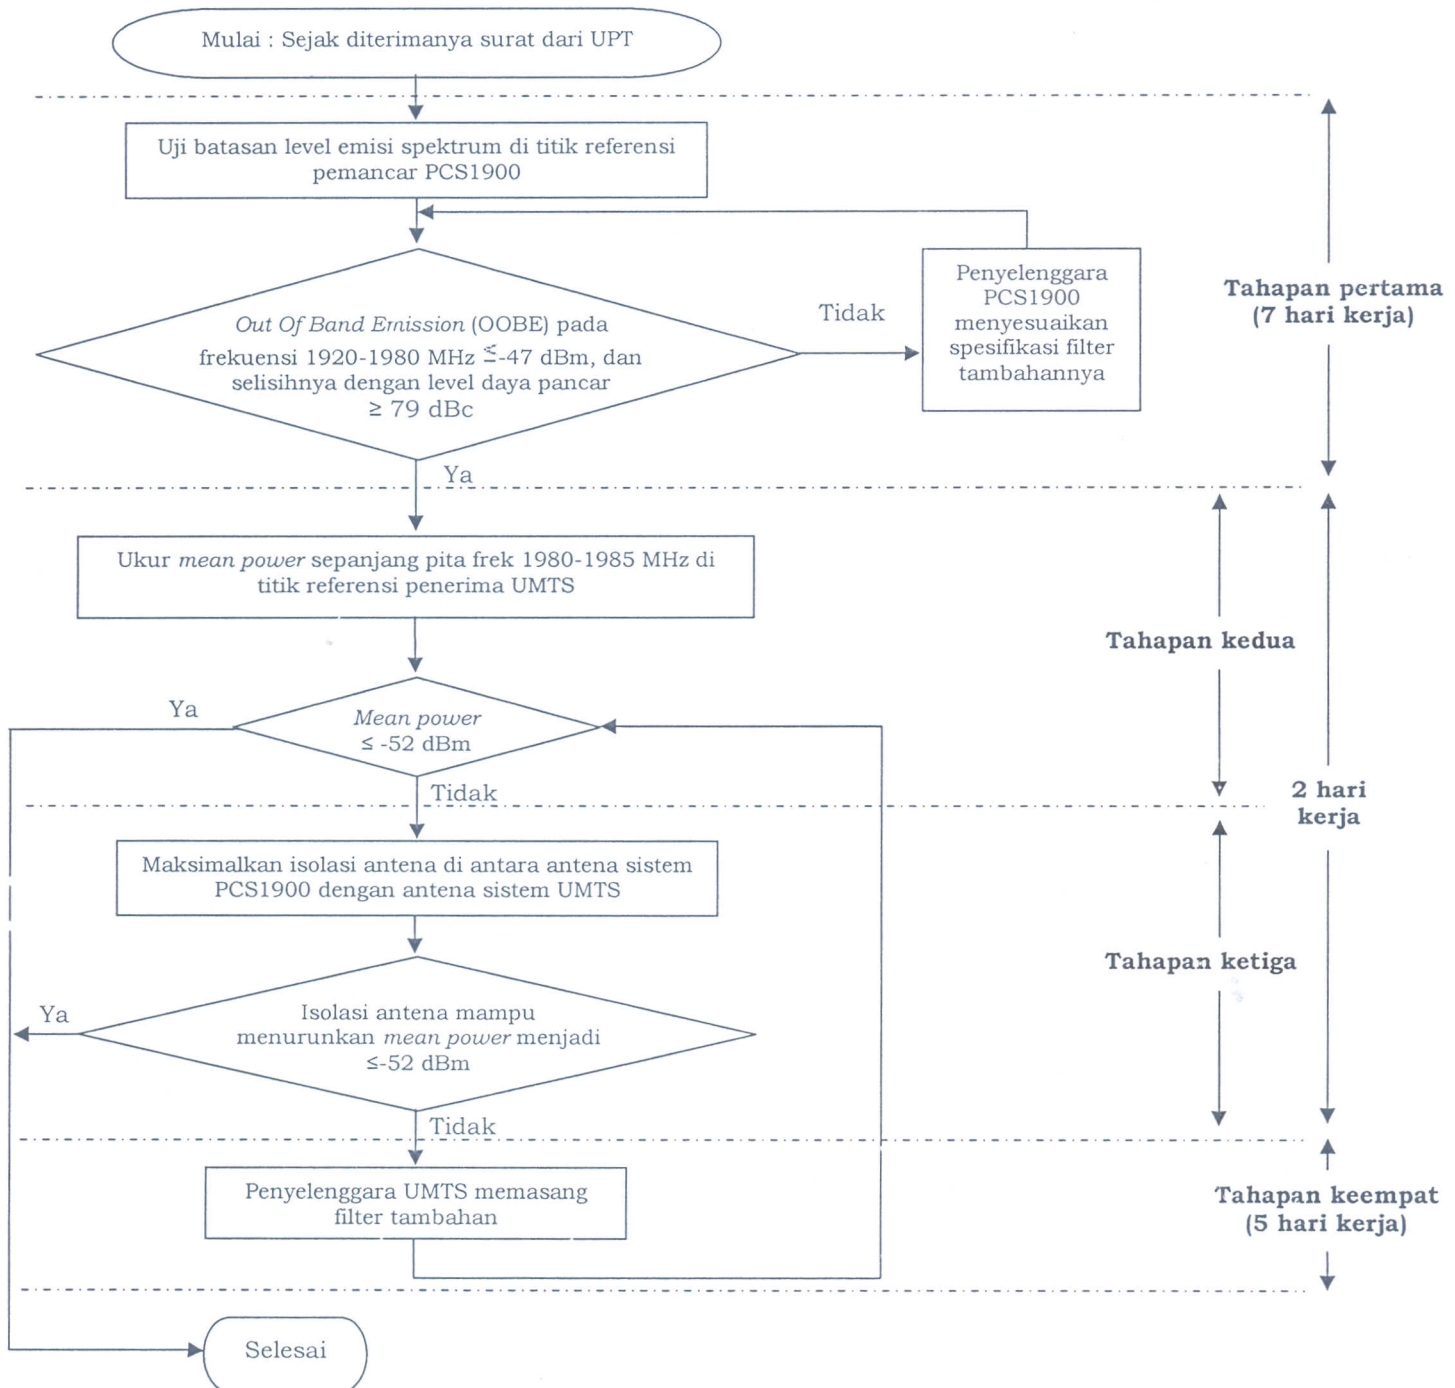 Mulai : Sejak diterimanya surat dari UPT
Uji batasan level emisi spektrum di titik referensi
pemancar PCS1900
Out Of Band Emission (OOBE) pada
frekuensi 1920-1980 MHz ≤-47 dBm, dan
selisihnya dengan level daya pancar
≥ 79 dBc
Tidak
Penyelenggara
PCS1900
menyesuaikan
spesifikasi filter
tambahannya
Tahapan pertama
(7 hari kerja)
Ya
Ukur mean power sepanjang pita frek 1980-1985 MHz di
titik referensi penerima UMTS
Tahapan kedua
Ya
Mean power
≤ -52 dBm
Tidak
2 hari
kerja
Maksimalkan isolasi antena di antara antena sistem
PCS1900 dengan antena sistem UMTS
Tahapan ketiga
Ya
Isolasi antena mampu
menurunkan mean power menjadi
≤-52 dBm
Tidak
Penyelenggara UMTS memasang
filter tambahan
Tahapan keempat
(5 hari kerja)
Selesai